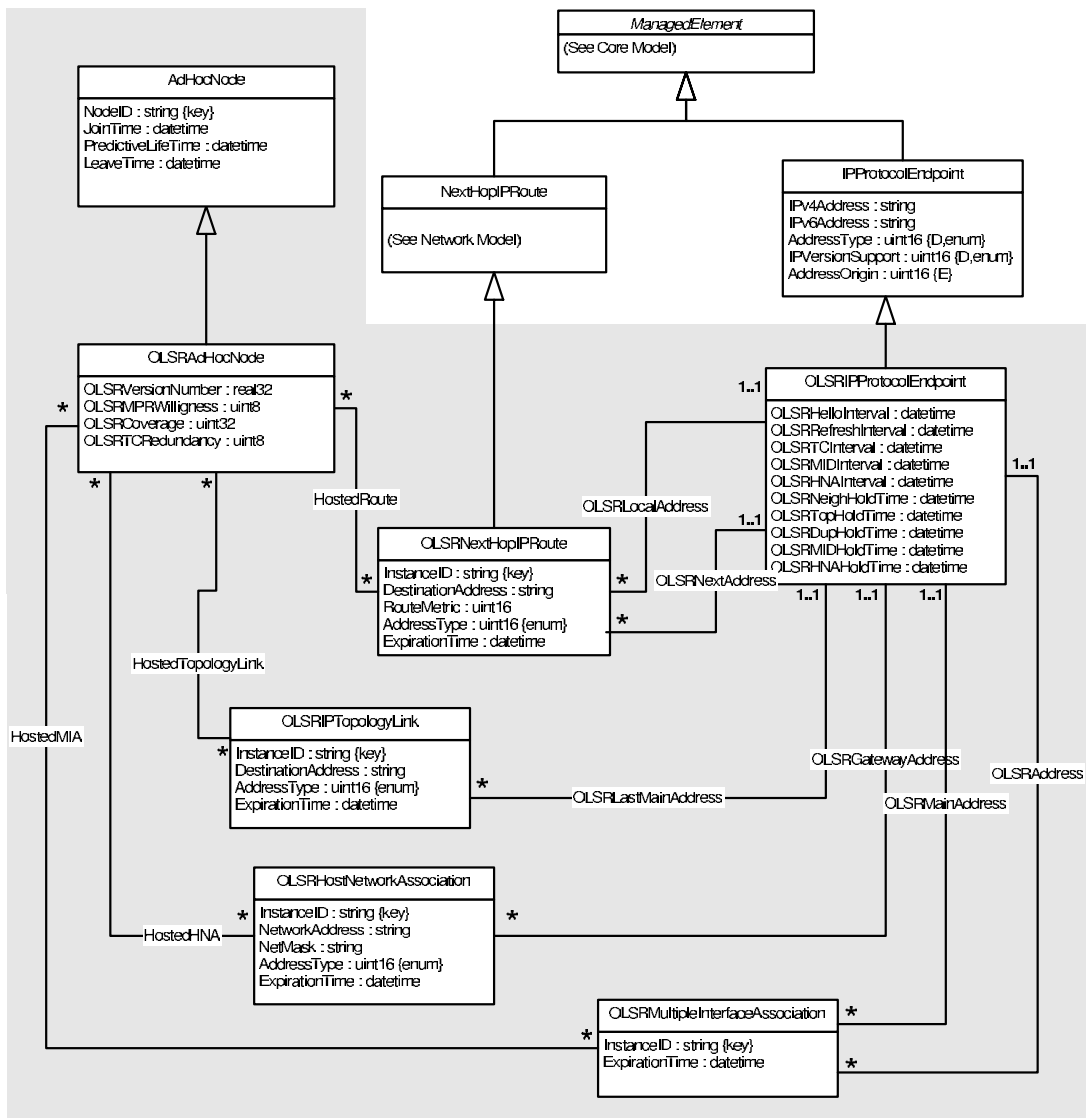 ManagedElement
(See Core Model)
AdHocNode
NodeID : string {key}
JoinTime : datetime
PredictiveLifeTime : datetime
LeaveTime : datetime
NextHopIPRoute
(See Network Model)
IPProtocolEndpoint
IPv4Address : string
IPv6Address : string
AddressType : uint16 {D,enum}
IPVersionSupport : uint16 {D,enum}
AddressOrigin : uint16 {E}
OLSRAdHocNode
OLSRVersionNumber : real32
OLSRMPRWilligness : uint8
OLSRCoverage : uint32
OLSRTCRedundancy : uint8
*
*
*
*
HostedRoute
OLSRIPProtocolEndpoint
OLSRHelloInterval : datetime
OLSRRefreshInterval : datetime
OLSRTCInterval : datetime
OLSRMIDInterval : datetime
OLSRHNAInterval : datetime
OLSRNeighHoldTime : datetime
OLSRTopHoldTime : datetime
OLSRDupHoldTime : datetime
OLSRMIDHoldTime : datetime
OLSRHNAHoldTime : datetime
1..1
1..1
1..1
1..1
1..1
1..1
OLSRLocalAddress
OLSRNextAddress
OLSRNextHopIPRoute
InstanceID : string {key}
DestinationAddress : string
RouteMetric : uint16
AddressType : uint16 {enum}
ExpirationTime : datetime
*
*
*
HostedTopologyLink
OLSRIPTopologyLink
InstanceID : string {key}
DestinationAddress : string
AddressType : uint16 {enum}
ExpirationTime : datetime
*
*
HostedMIA
OLSRLastMainAddress
OLSRGatewayAddress
OLSRMainAddress
OLSRAddress
OLSRHostNetworkAssociation
InstanceID : string {key}
NetworkAddress : string
NetMask : string
AddressType : uint16 {enum}
ExpirationTime : datetime
*
*
HostedHNA
OLSRMultipleInterfaceAssociation
InstanceID : string {key}
ExpirationTime : datetime
*
*
*